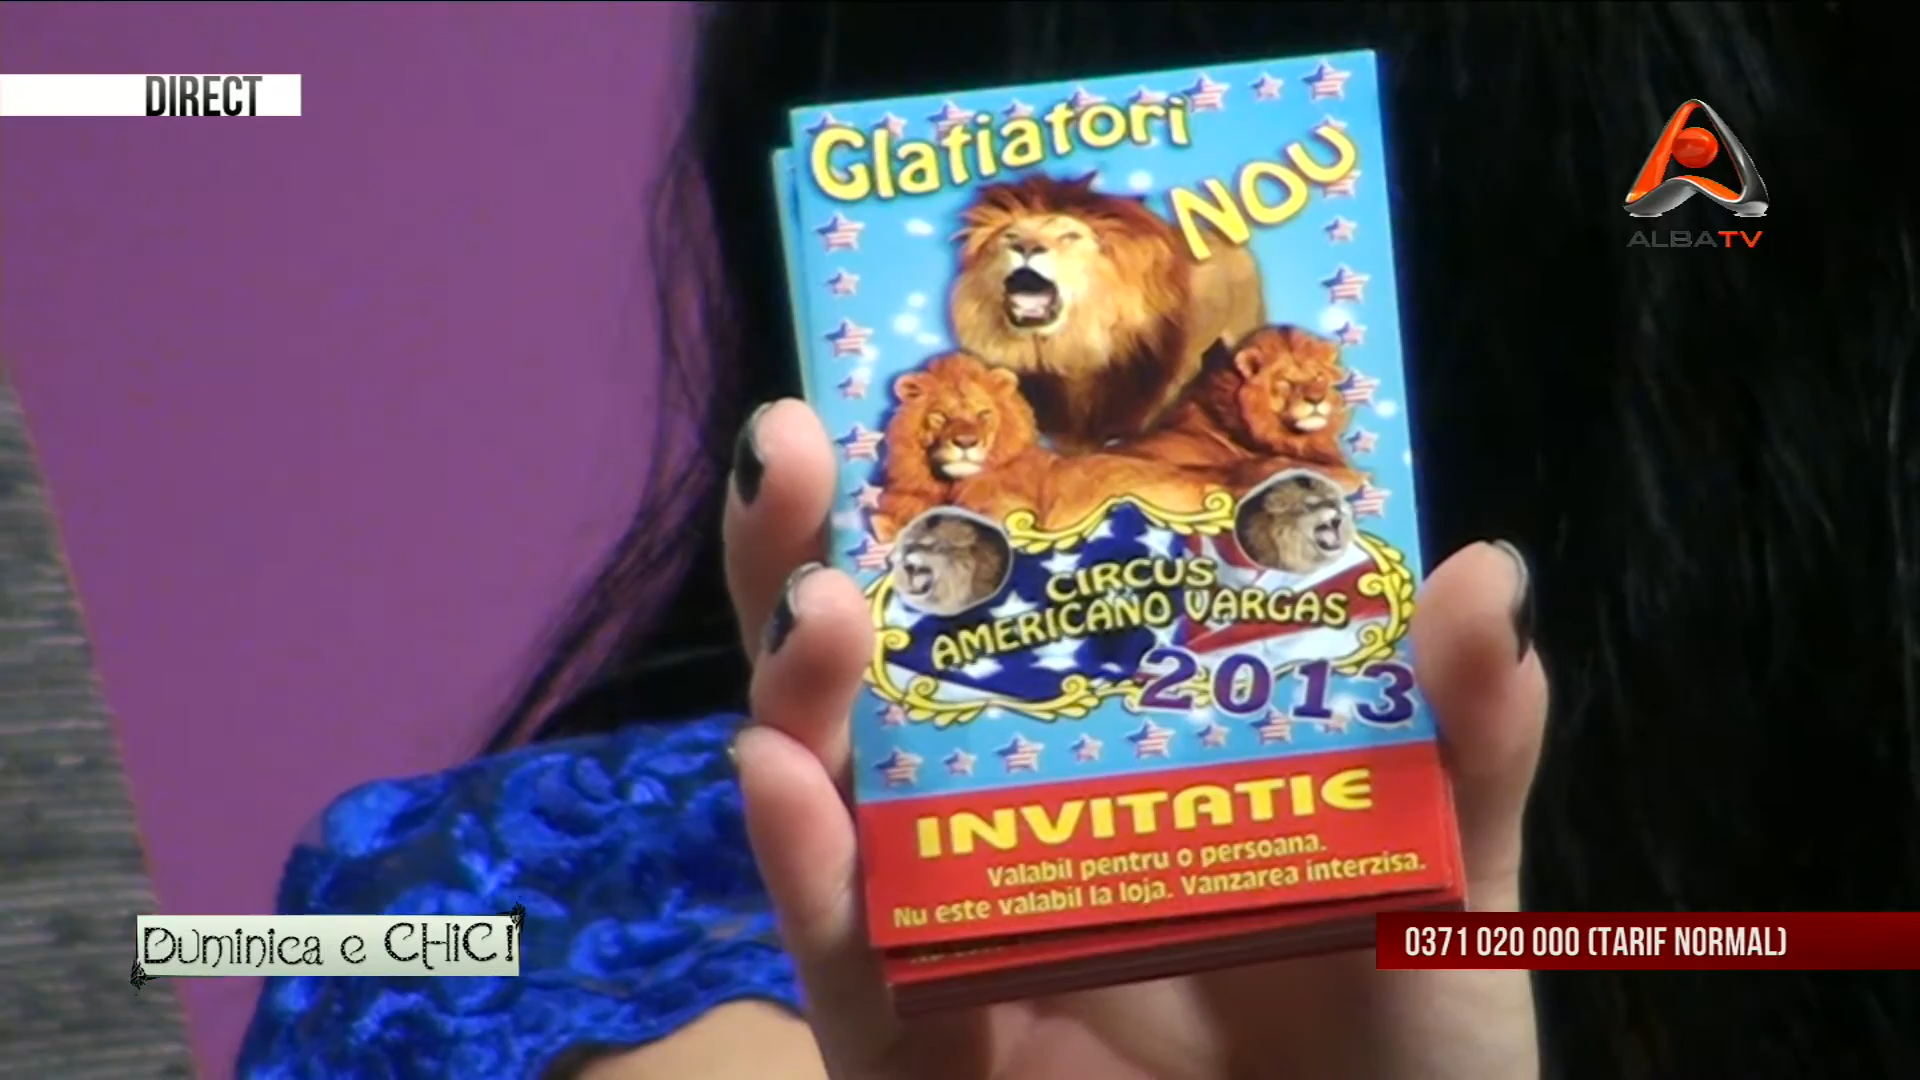 DIRECT
Glatiatori
NOU
ALBATV
CIRCUS
AMERICANO VARGAS
2013
INVITATIE
Valabil pentru o persoana.
Nu este valabil la loja. Vanzarea interzisa.
Duminica e CHIC!
0371 020 000 (TARIF NORMAL)